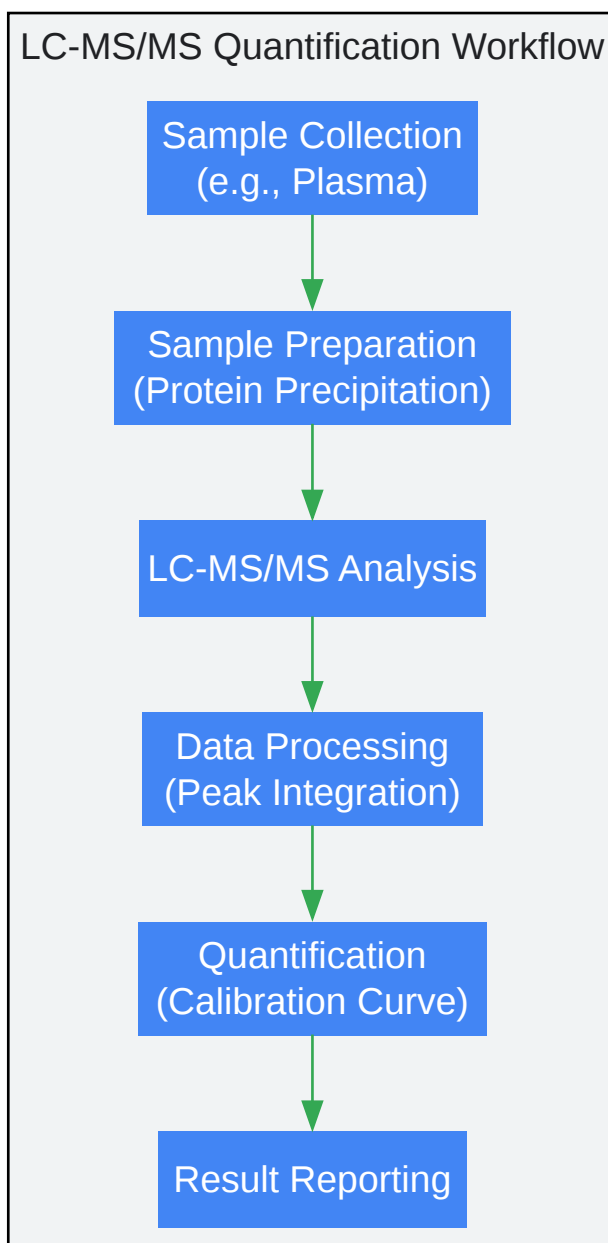 LC-MS/MS Quantification Workflow
Sample Collection
(e.g., Plasma)
Sample Preparation
(Protein Precipitation)
LC-MS/MS Analysis
Data Processing
(Peak Integration)
Quantification
(Calibration Curve)
Result Reporting